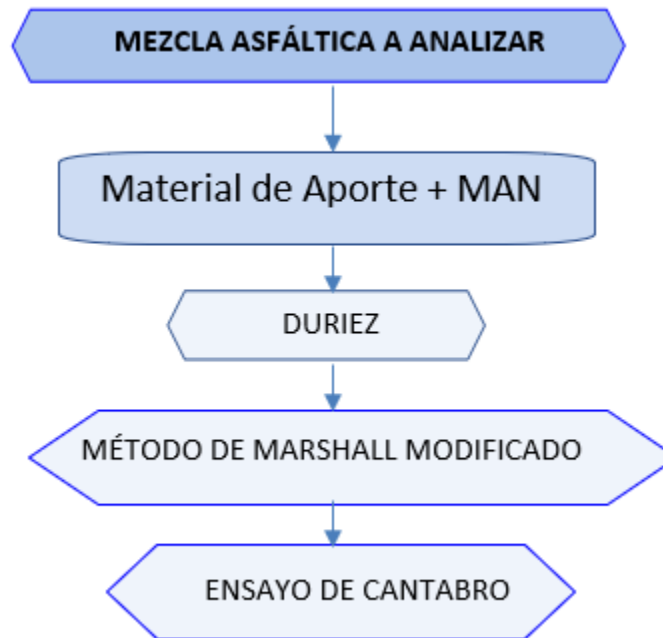 MEZCLA ASFÁLTICA A ANALIZAR
Material de Aporte + MAN
DURIEZ
MÉTODO DE MARSHALL MODIFICADO
ENSAYO DE CANTABRO